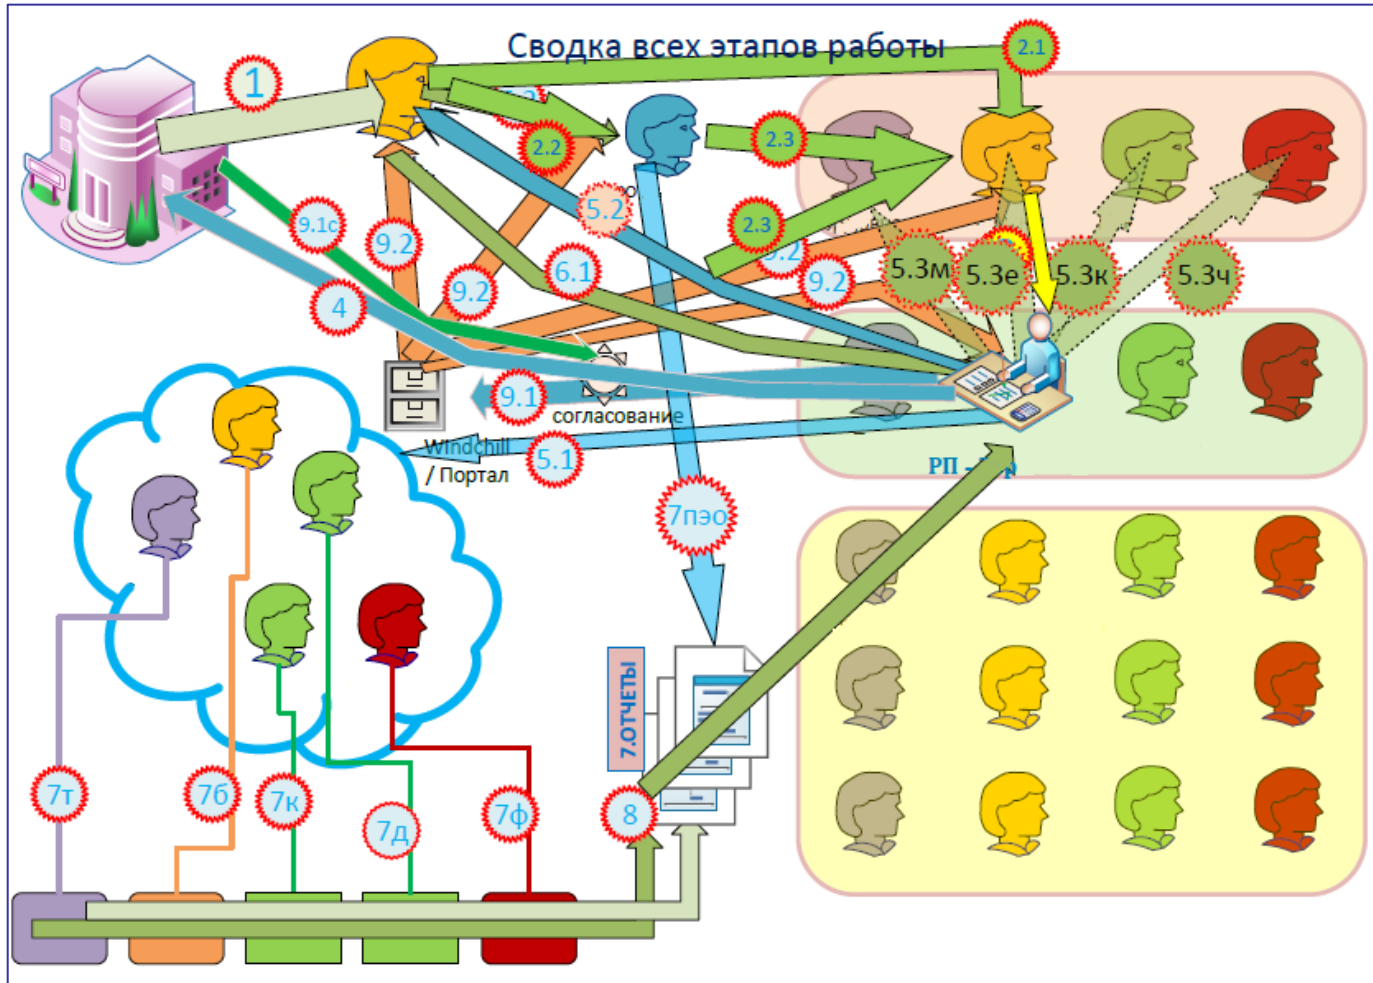 Сводка всех этапов работы
2.1
1
2.2
2.3
5.2
2.3
9.1с
9.2
9.2
6.1
9.2
9.2
5.3м
5.3е
5.3к
5.3ч
4
9.1
согласование
Windchill
/ Портал
5.1
РП -
7пэо
7.ОТЧЕТЫ
7т
7б
7к
7д
7ф
8